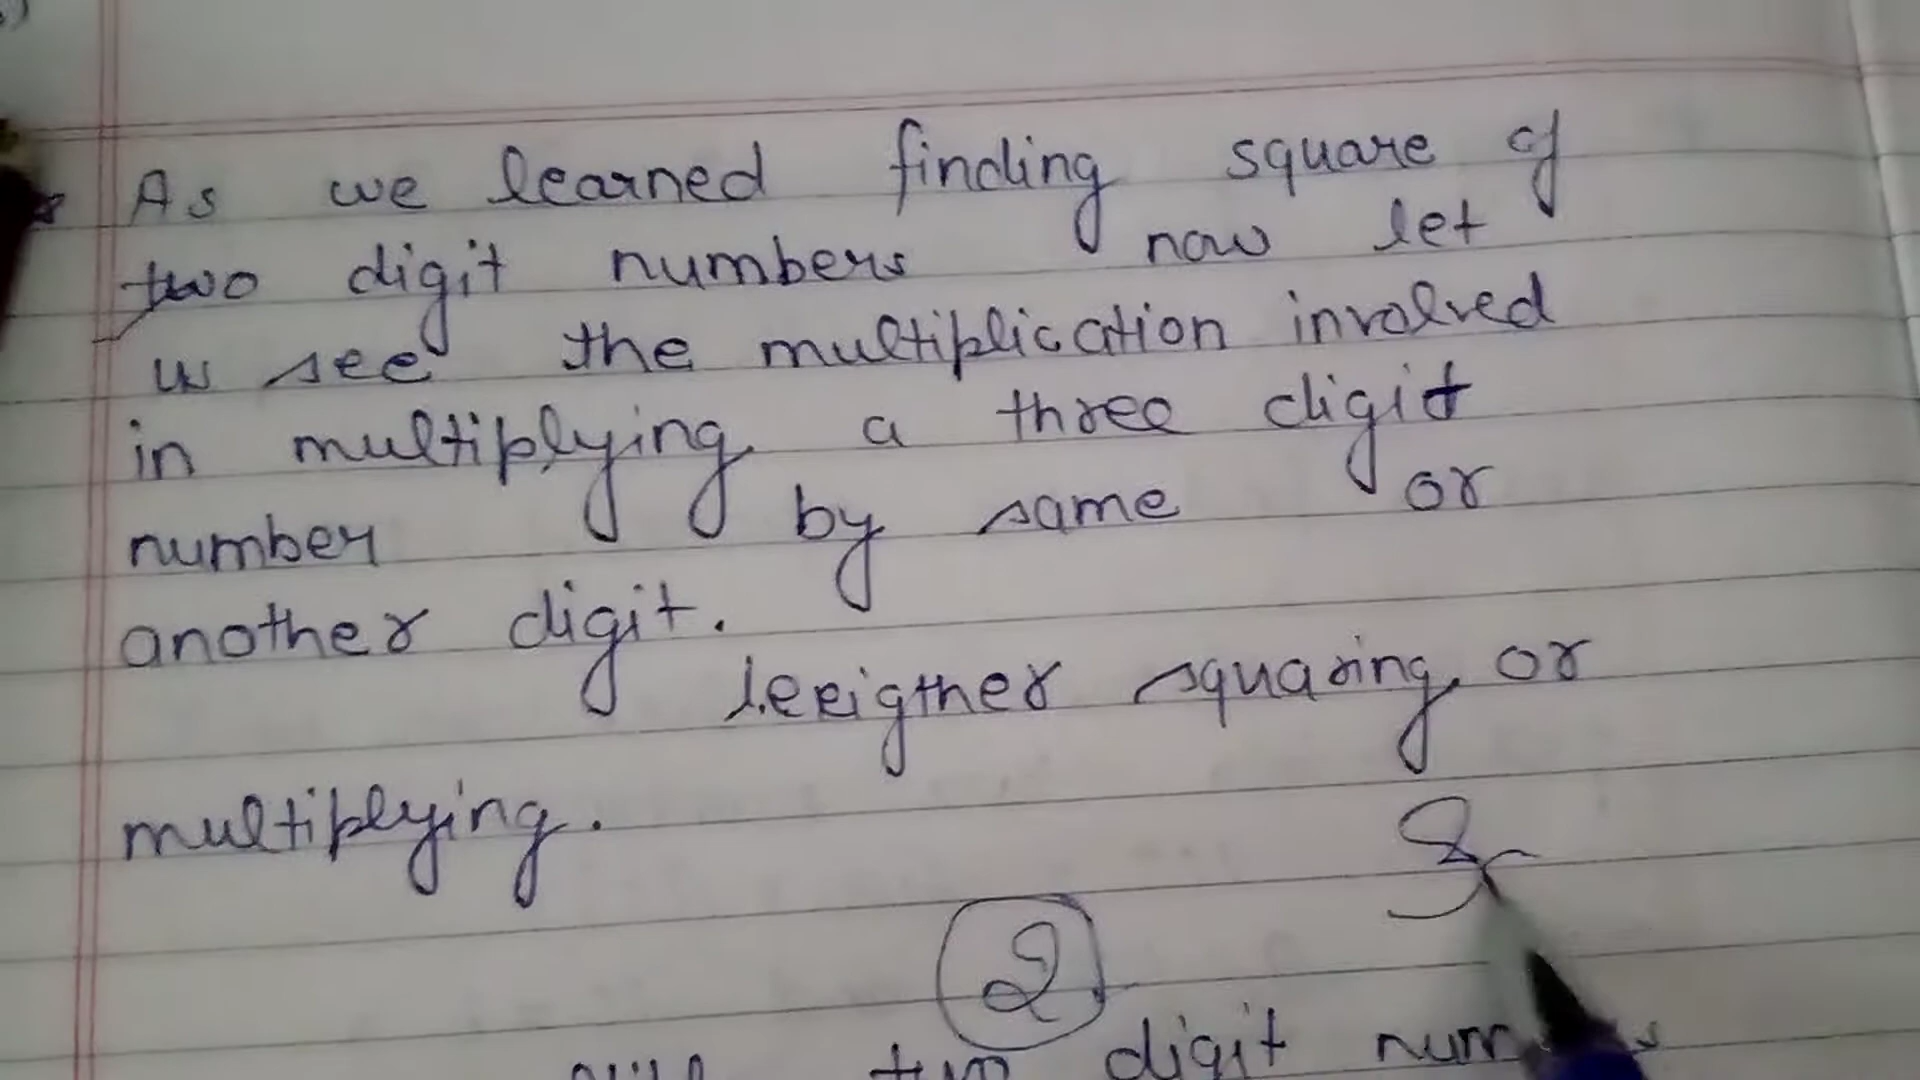 As we learned finding square of
two digit numbers now let
us see the multiplication involved
in multiplying a three digit
number by same or
another digit.
i.e eigther squaring or
multiplying.
2
two digit